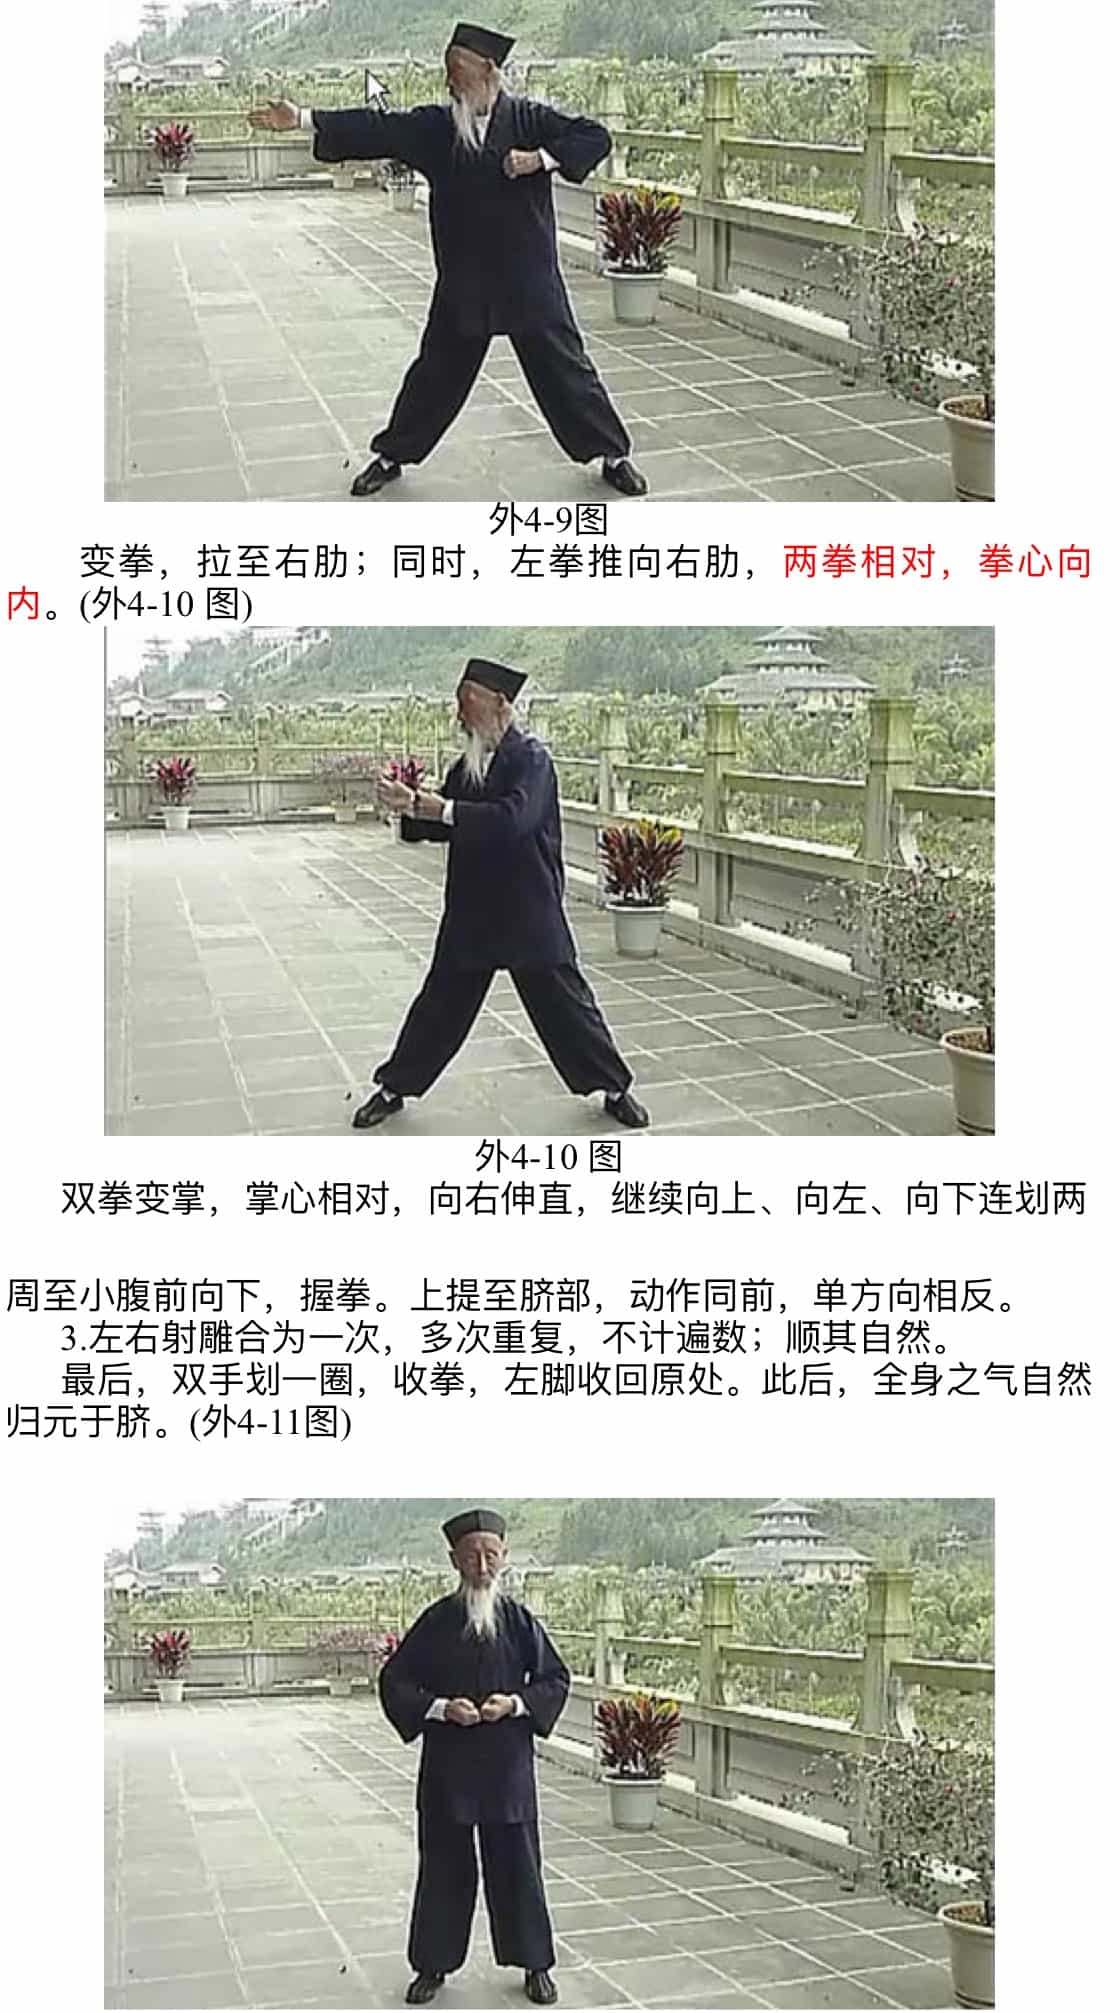 外4-9图
变拳，拉至右肋；同时，左拳推向右肋，两拳相对，拳心向
内。(外4-10 图)
外4-10 图
双拳变掌，掌心相对，向右伸直，继续向上、向左、向下连划两
周至小腹前向下，握拳。上提至脐部，动作同前，单方向相反。
3.左右射雕合为一次，多次重复，不计遍数；顺其自然。
最后，双手划一圈，收拳，左脚收回原处。此后，全身之气自然
归元于脐。(外4-11图)